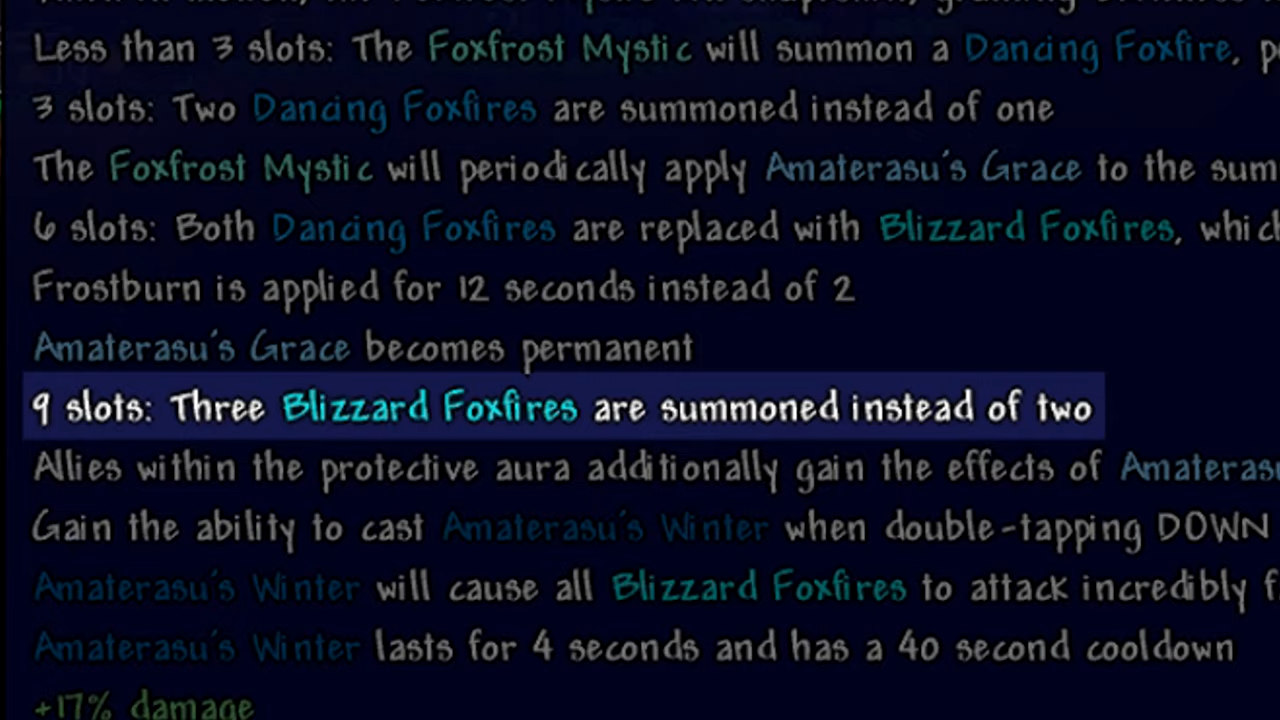 Less than 3 slots: The Foxfrost Mystic will summon a Dancing Foxfire,
3 slots: Two Dancing Foxfires are summoned instead of one
The Foxfrost Mystic will periodically apply Amaterasu's Grace to the
6 slots: Both Dancing Foxfires are replaced with Blizzard Foxfires,
Frostburn is applied for 12 seconds instead of 2
Amaterasu's Grace becomes permanent
9 slots: Three Blizzard Foxfires are summoned instead of two
Allies within the protective aura additionally gain the effects of
Gain the ability to cast Amaterasu's Winter when double-tapping DOWN
Amaterasu's Winter will cause all Blizzard Foxfires to attack incredibly
Amaterasu's Winter lasts for 4 seconds and has a 40 second cooldown
+17% damage